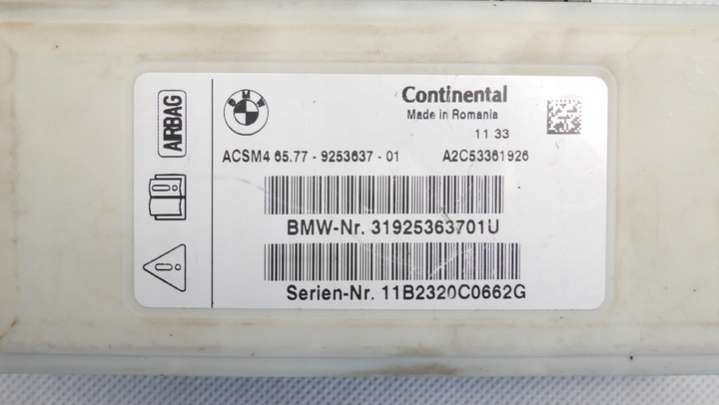 AIRBAG
BMW
Continental
Made in Romania
11 33
ACSM4 65.77 - 9253637 - 01 A2C53361926
BMW-Nr. 31925363701U
Serien-Nr. 11B2320C0662G